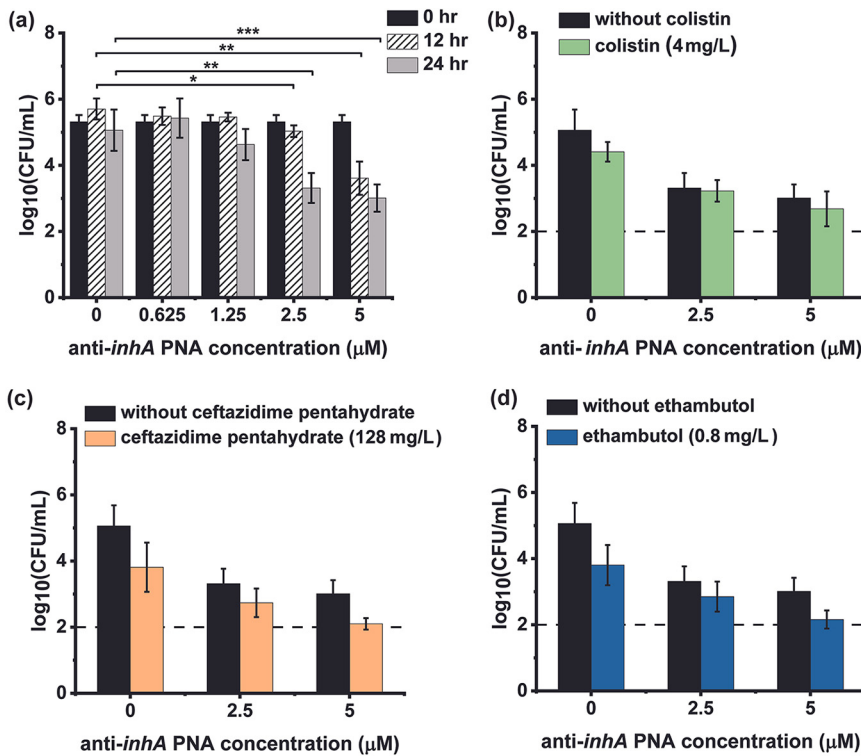 (a)
0 hr
12 hr
24 hr
***
**
**
*
8
6
4
2
0
log10(CFU/mL)
0 0.625 1.25 2.5 5
anti-inhA PNA concentration (μM)
(b)
without colistin
colistin (4mg/L)
8
6
4
2
0
log10(CFU/mL)
0 2.5 5
anti-inhA PNA concentration (μM)
(c)
without ceftazidime pentahydrate
ceftazidime pentahydrate (128 mg/L)
8
6
4
2
0
log10(CFU/mL)
0 2.5 5
anti-inhA PNA concentration (μM)
(d)
without ethambutol
ethambutol (0.8 mg/L)
8
6
4
2
0
log10(CFU/mL)
0 2.5 5
anti-inhA PNA concentration (μM)